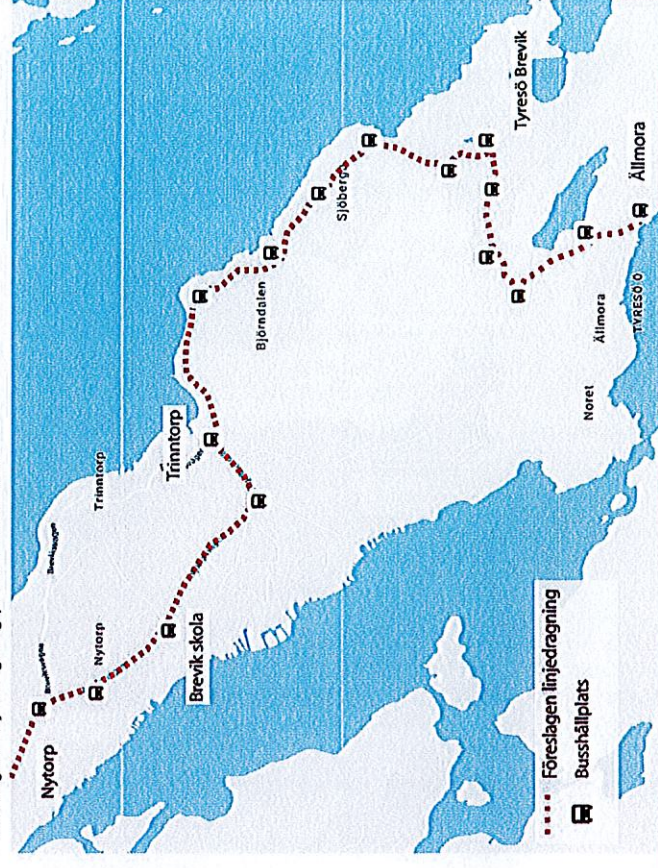 Nytorp
Nytorp
Brevik skola
Trinntorp
Trinntorp
Björndalen
Sjöberg
Tyresö Brevik
Ällmora
Ällmora
TYRESÖ Ö
Noret
Föreslagen linjedragning
Busshållplats